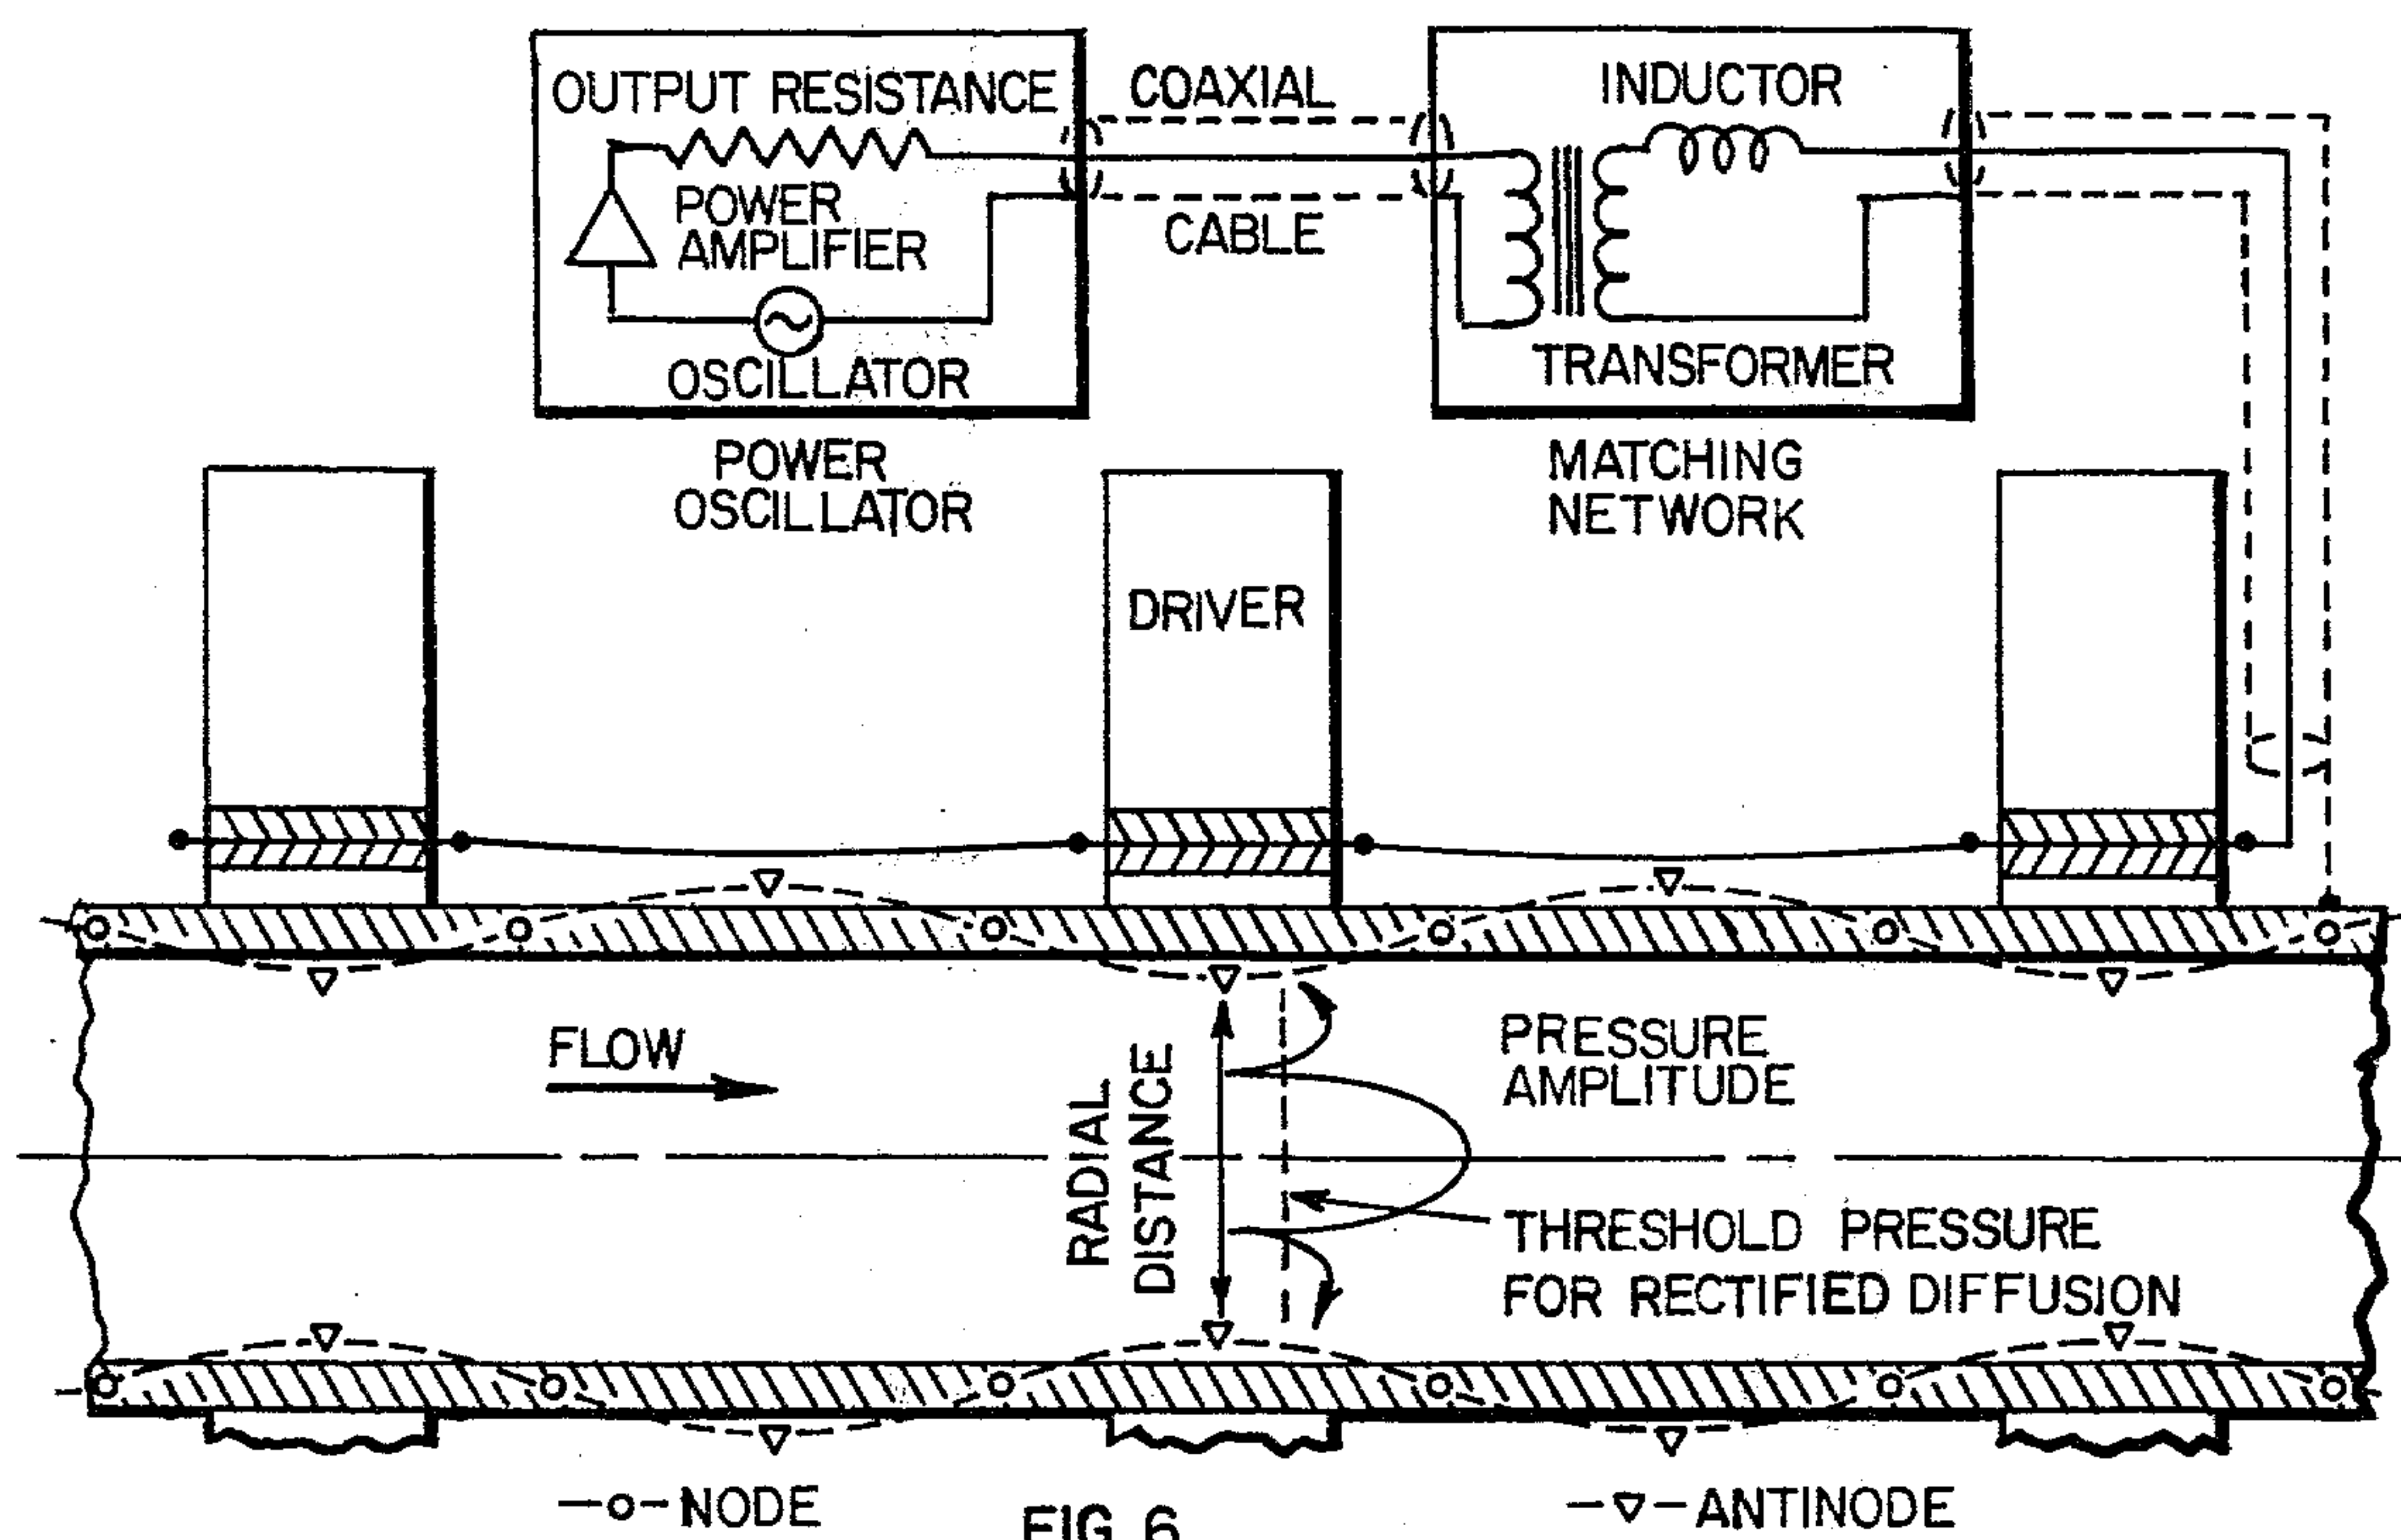 OUTPUT RESISTANCE
POWER
AMPLIFIER
OSCILLATOR
POWER
OSCILLATOR
COAXIAL
CABLE
INDUCTOR
TRANSFORMER
MATCHING
NETWORK
DRIVER
FLOW
RADIAL
DISTANCE
PRESSURE
AMPLITUDE
THRESHOLD PRESSURE
FOR RECTIFIED DIFFUSION
NODE
FIG. 6
ANTINODE